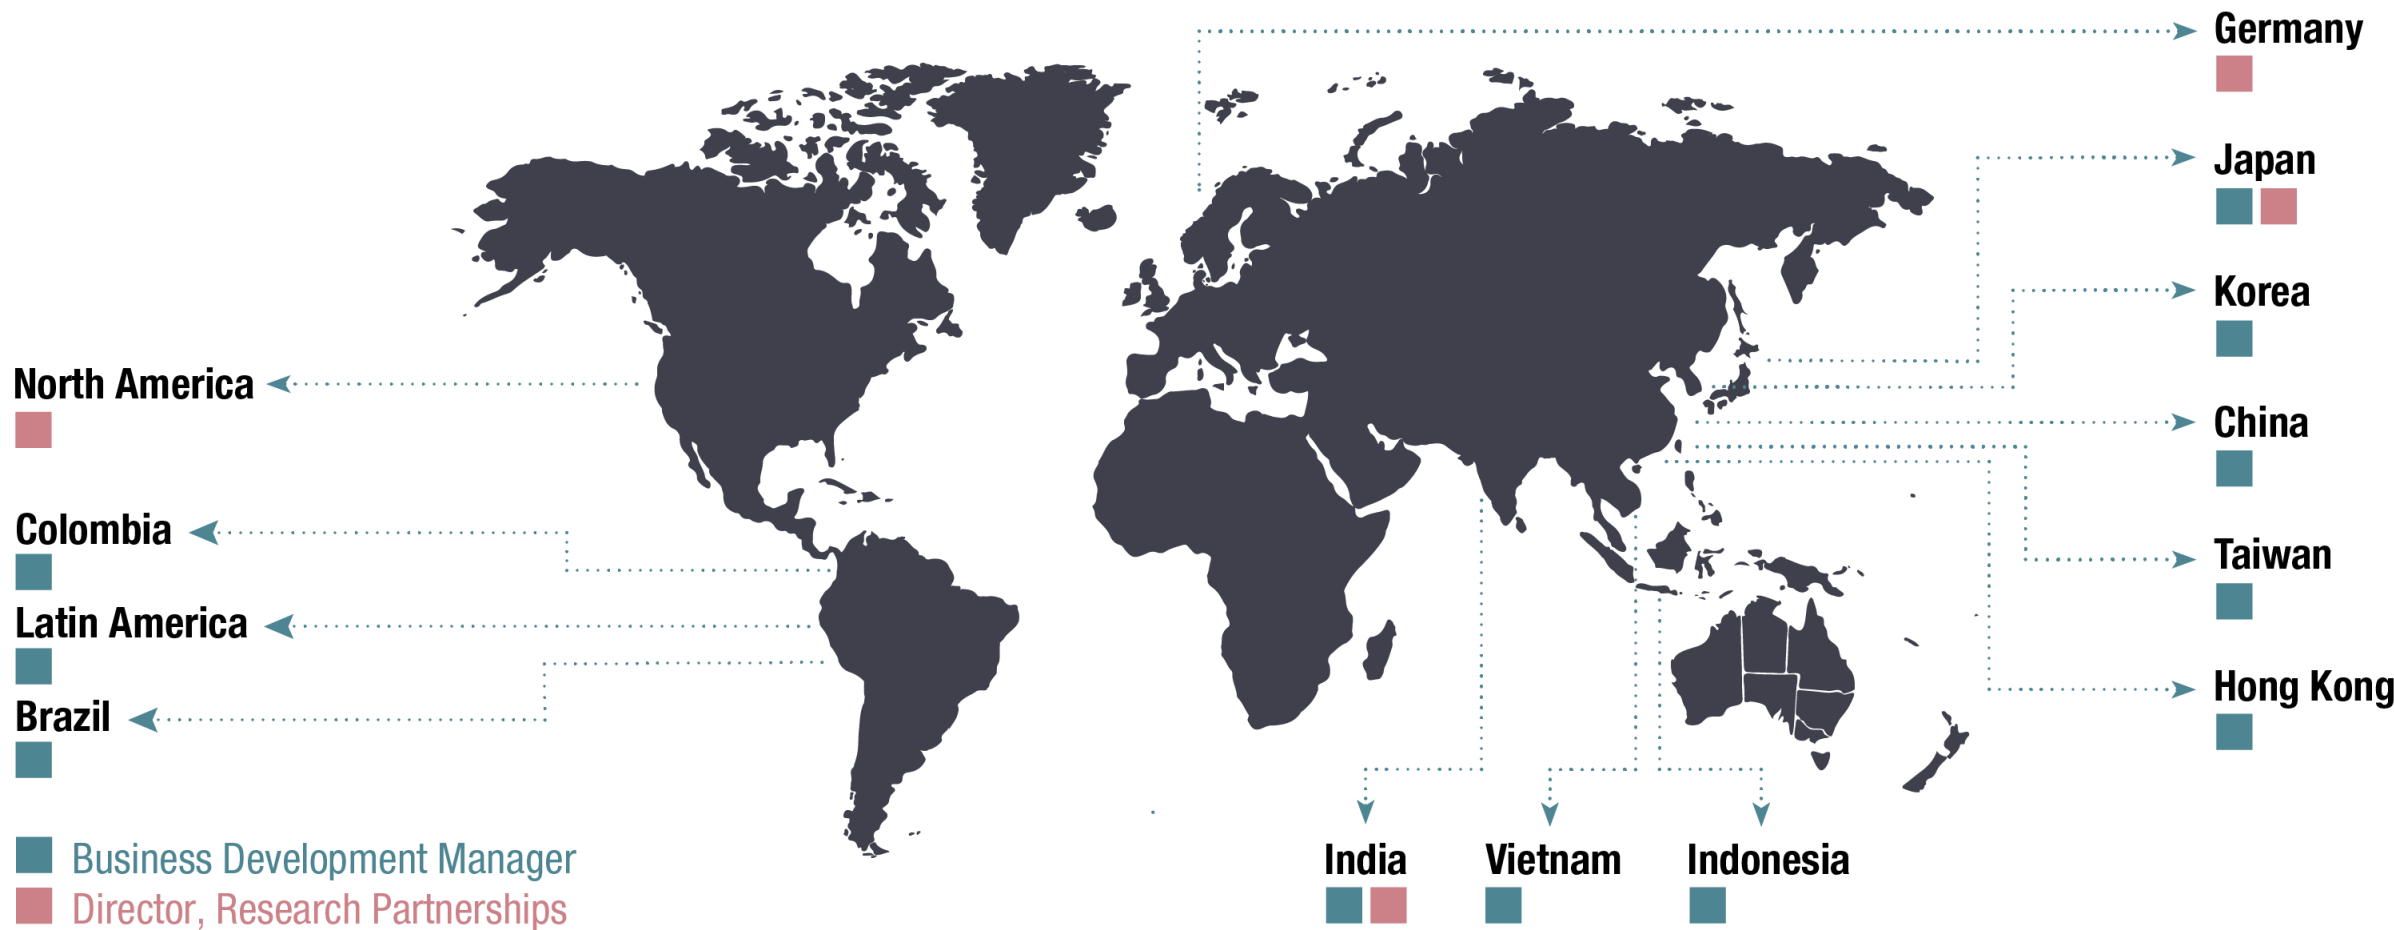 Germany
Japan
Korea
North America
China
Colombia
Taiwan
Latin America
Hong Kong
Brazil
Business Development Manager
Director, Research Partnerships
India
Vietnam
Indonesia